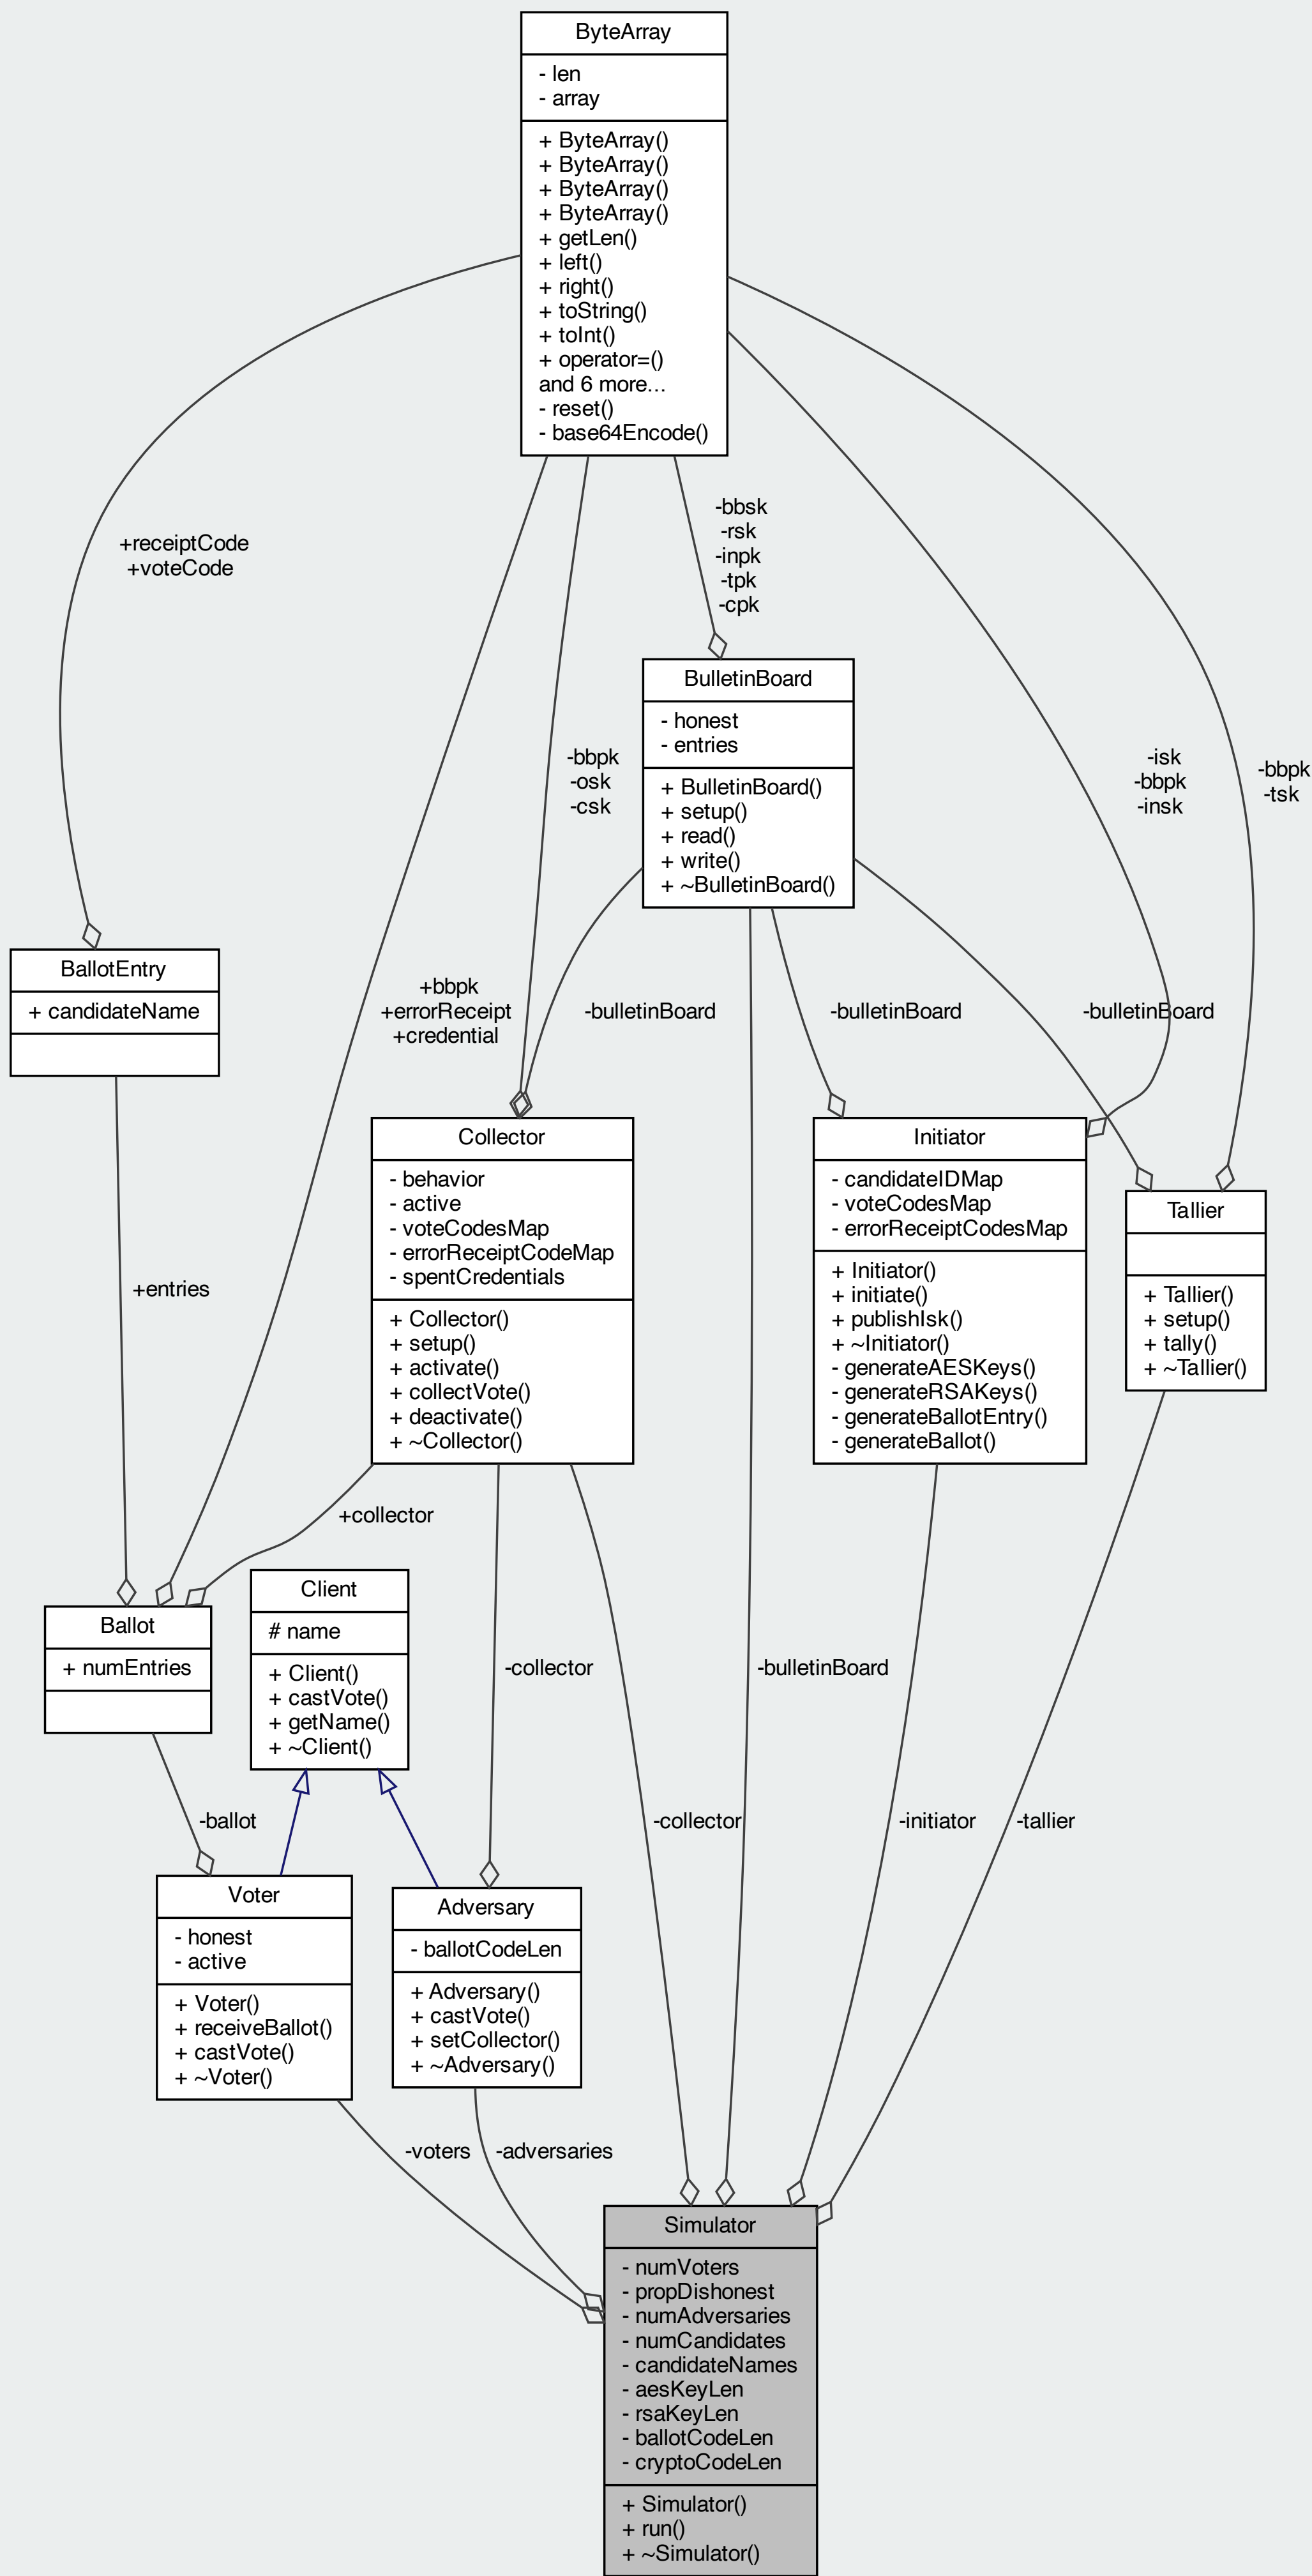 ByteArray
- len
- array
+ ByteArray()
+ ByteArray()
+ ByteArray()
+ ByteArray()
+ getLen()
+ left()
+ right()
+ toString()
+ toInt()
+ operator=()
and 6 more...
- reset()
- base64Encode()
+receiptCode
+voteCode
-bbsk
-rsk
-inpk
-tpk
-cpk
BulletinBoard
- honest
- entries
+ BulletinBoard()
+ setup()
+ read()
+ write()
+ ~BulletinBoard()
-bbpk
-osk
-csk
-isk
-bbpk
-insk
-bbpk
-tsk
BallotEntry
+ candidateName
+bbpk
+errorReceipt
+credential
-bulletinBoard
-bulletinBoard
-bulletinBoard
Collector
- behavior
- active
- voteCodesMap
- errorReceiptCodeMap
- spentCredentials
+ Collector()
+ setup()
+ activate()
+ collectVote()
+ deactivate()
+ ~Collector()
Initiator
- candidateIDMap
- voteCodesMap
- errorReceiptCodesMap
+ Initiator()
+ initiate()
+ publishIsk()
+ ~Initiator()
- generateAESKeys()
- generateRSAKeys()
- generateBallotEntry()
- generateBallot()
Tallier
+ Tallier()
+ setup()
+ tally()
+ ~Tallier()
+entries
+collector
Ballot
+ numEntries
Client
# name
+ Client()
+ castVote()
+ getName()
+ ~Client()
-collector
-bulletinBoard
-ballot
-collector
-initiator
-tallier
Voter
- honest
- active
+ Voter()
+ receiveBallot()
+ castVote()
+ ~Voter()
Adversary
- ballotCodeLen
+ Adversary()
+ castVote()
+ setCollector()
+ ~Adversary()
-voters
-adversaries
Simulator
- numVoters
- propDishonest
- numAdversaries
- numCandidates
- candidateNames
- aesKeyLen
- rsaKeyLen
- ballotCodeLen
- cryptoCodeLen
+ Simulator()
+ run()
+ ~Simulator()